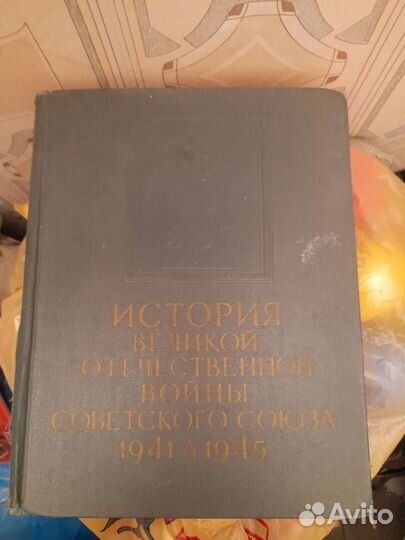 ИСТОРИЯ
ВЕЛИКОЙ
ОТЕЧЕСТВЕННОЙ
ВОЙНЫ
СОВЕТСКОГО СОЮЗА
1941 1945
Avito